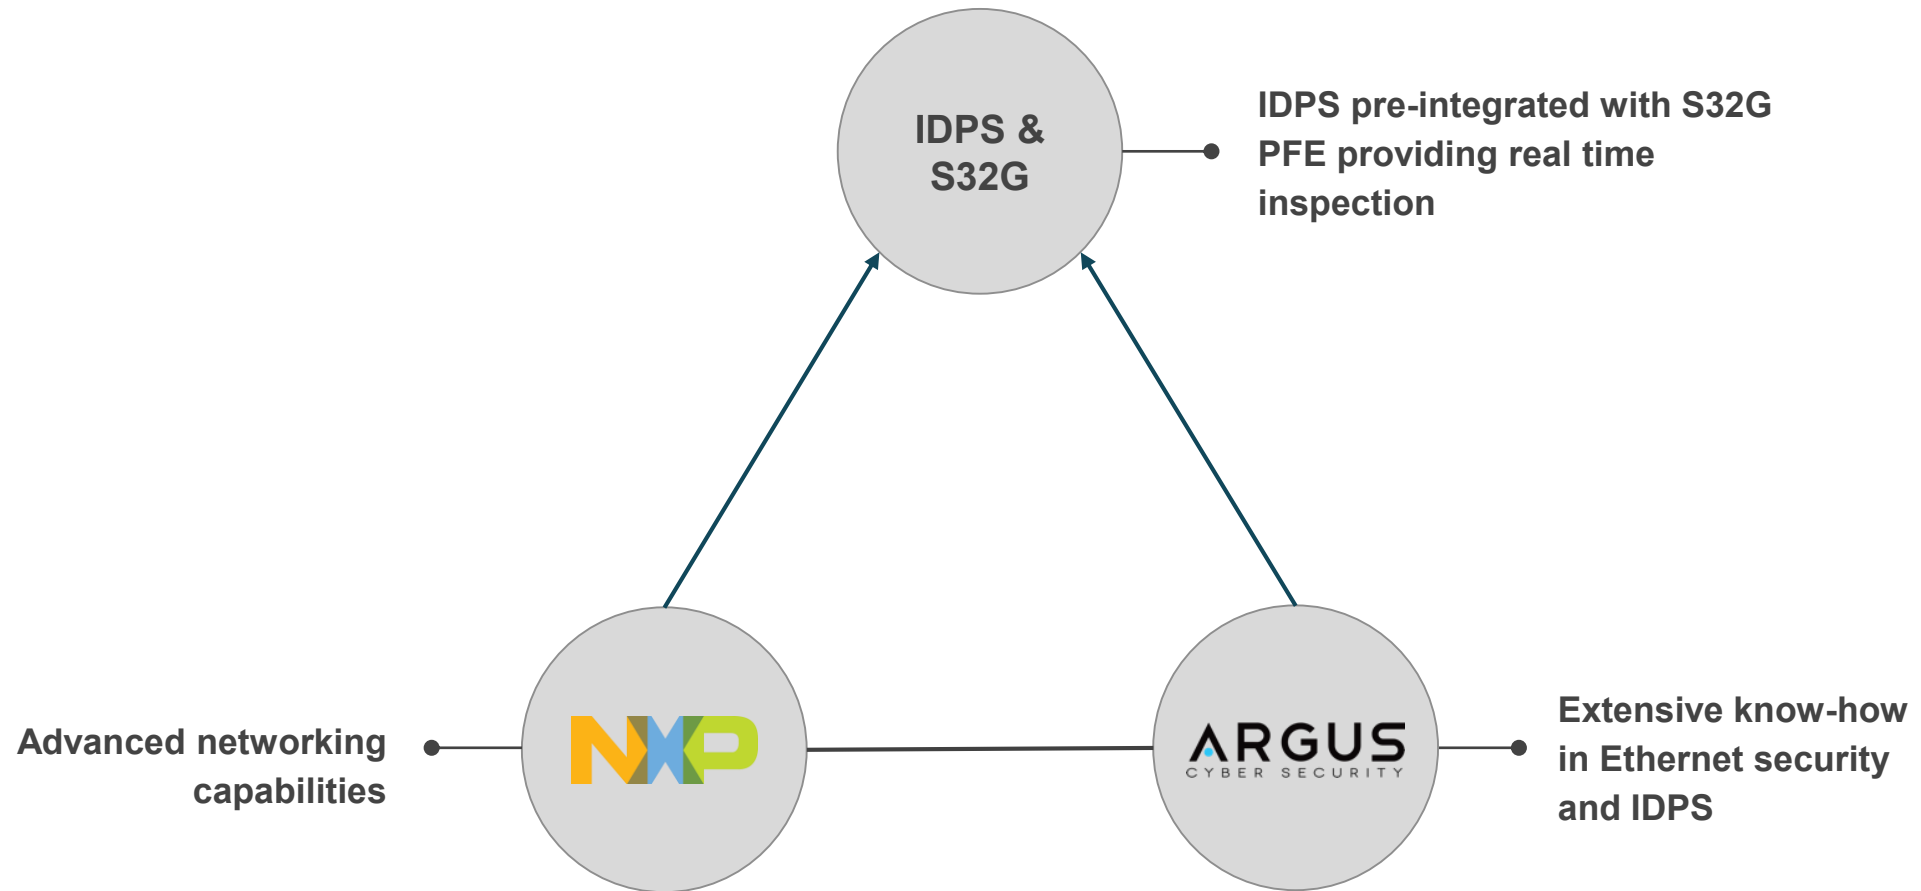 IDPS &
S32G
IDPS pre-integrated with S32G
PFE providing real time
inspection
Advanced networking
capabilities
NXP
ARGUS
CYBER SECURITY
Extensive know-how
in Ethernet security
and IDPS